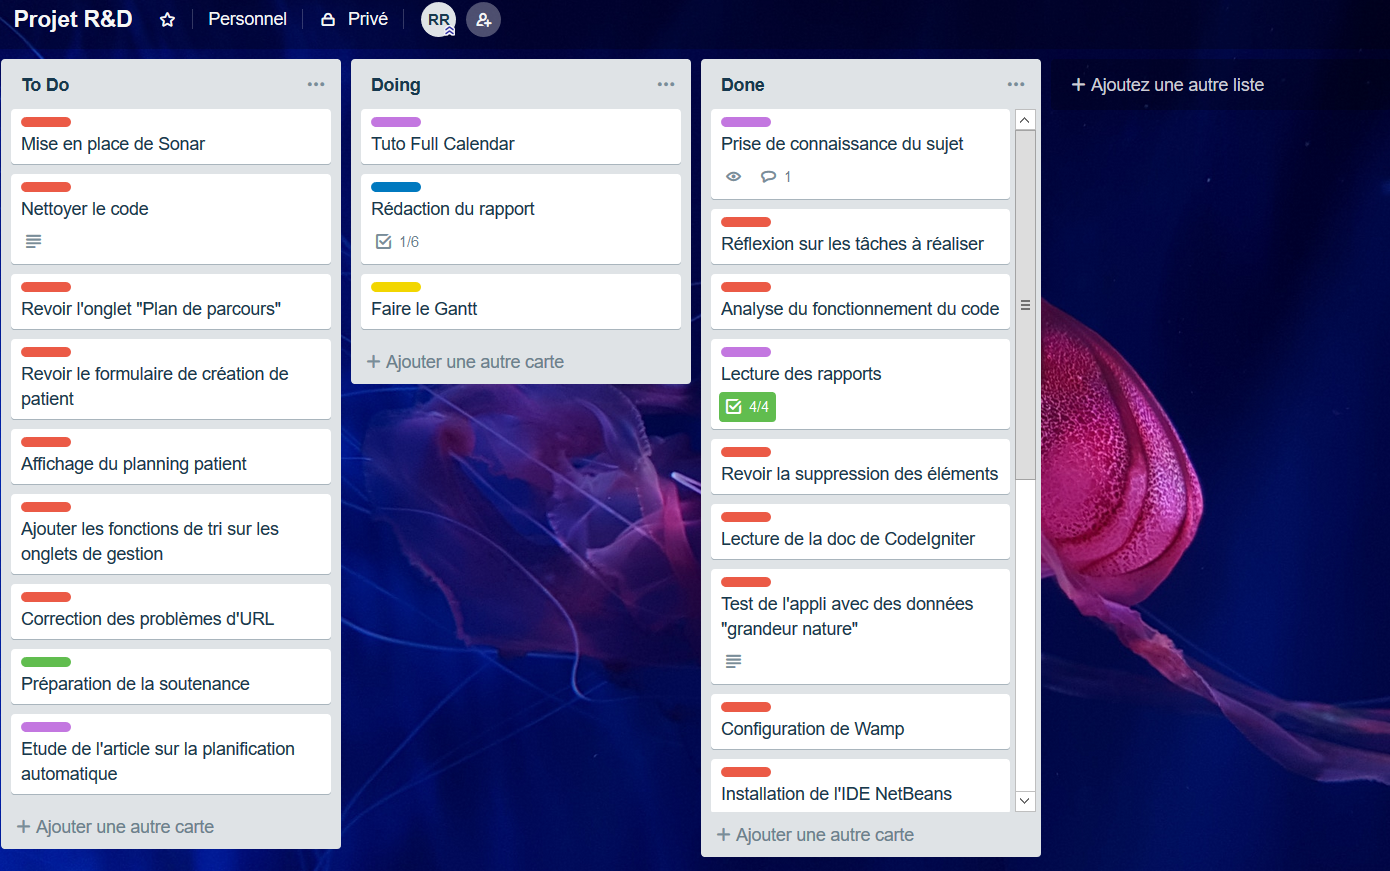 Projet R&D
Personnel
Privé
RR
To Do
Mise en place de Sonar
Nettoyer le code
Revoir l'onglet "Plan de parcours"
Revoir le formulaire de création de
patient
Affichage du planning patient
Ajouter les fonctions de tri sur les
onglets de gestion
Correction des problèmes d'URL
Préparation de la soutenance
Etude de l'article sur la planification
automatique
+ Ajouter une autre carte
Doing
Tuto Full Calendar
Rédaction du rapport
1/6
Faire le Gantt
+ Ajouter une autre carte
Done
Prise de connaissance du sujet
1
Réflexion sur les tâches à réaliser
Analyse du fonctionnement du code
Lecture des rapports
4/4
Revoir la suppression des éléments
Lecture de la doc de CodeIgniter
Test de l'appli avec des données
"grandeur nature"
Configuration de Wamp
Installation de l'IDE NetBeans
+ Ajouter une autre carte
+ Ajoutez une autre liste